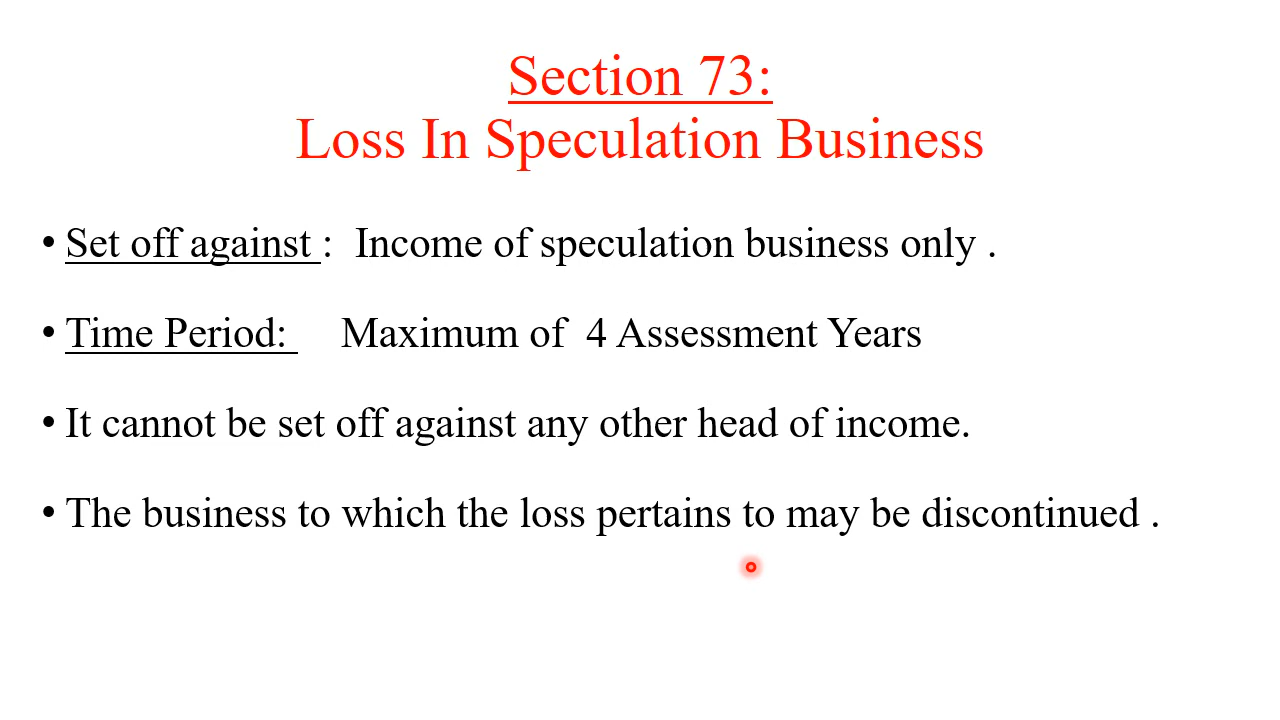 Section 73:
Loss In Speculation Business
• Set off against :  Income of speculation business only .
• Time Period:    Maximum of  4 Assessment Years
• It cannot be set off against any other head of income.
• The business to which the loss pertains to may be discontinued .